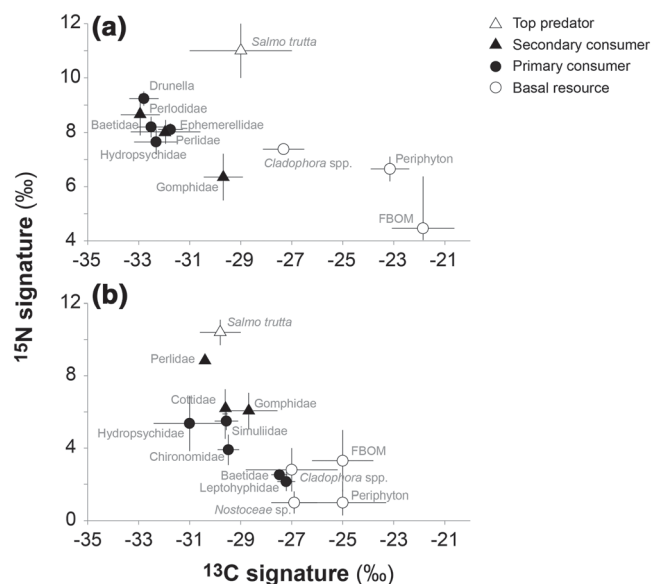 (a)
12
10
8
6
4
Salmo trutta
Drunella
Perlodidae
Baetidae
Ephemerellidae
Perlidae
Hydropsychidae
Gomphidae
Cladophora spp.
Periphyton
FBOM
-35 -33 -31 -29 -27 -25 -23 -21
Top predator
Secondary consumer
Primary consumer
Basal resource
15N signature (‰)
(b)
12
8
4
0
Salmo trutta
Perlidae
Cottidae
Gomphidae
Hydropsychidae
Simuliidae
Chironomidae
FBOM
Baetidae
Cladophora spp.
Leptohyphidae
Nostoceae sp.
Periphyton
-35 -33 -31 -29 -27 -25 -23 -21
13C signature (‰)